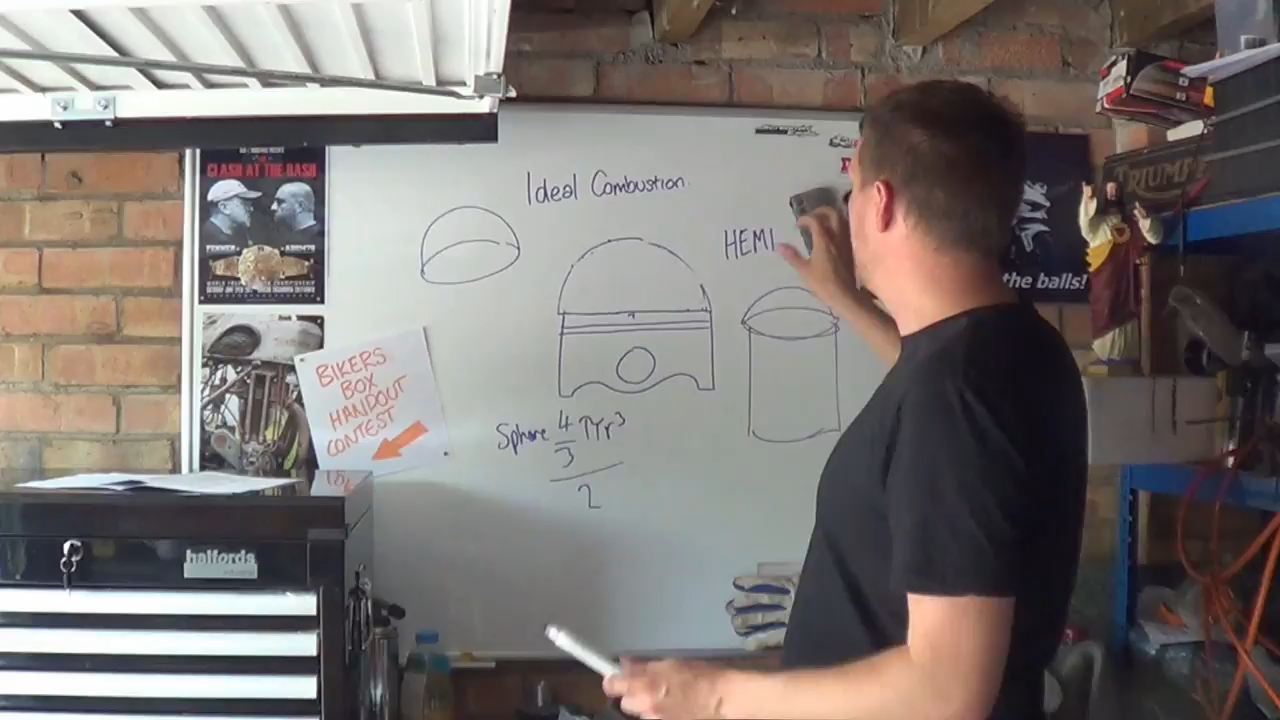 CLASH AT THE BASH
Ideal Combustion.
HEMI
TRIUMPH
the balls!
BIKERS
BOX
HANDOUT
CONTEST
Sphere 4/3 πr³
2
halfords